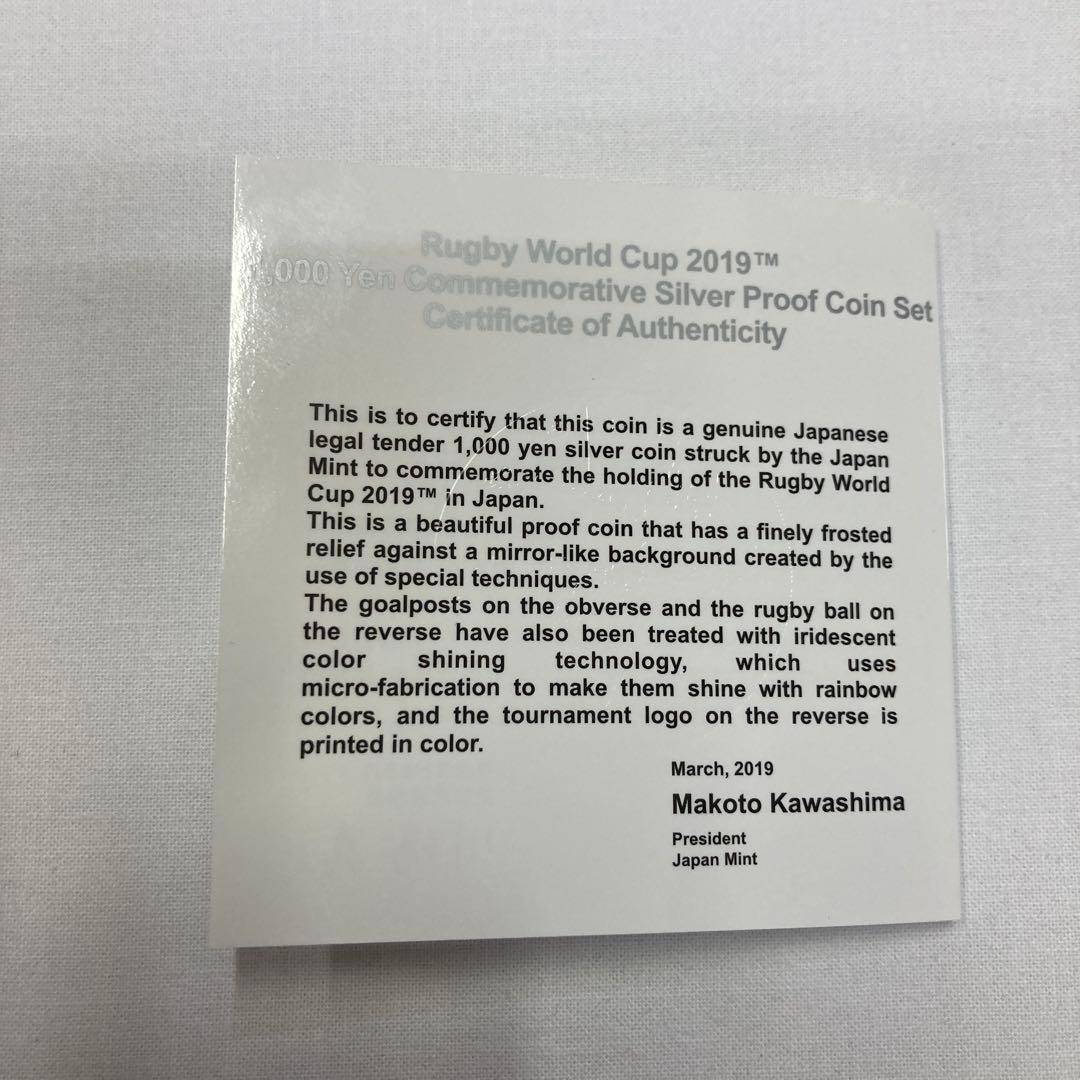 Rugby World Cup 2019™
1,000 Yen Commemorative Silver Proof Coin Set
Certificate of Authenticity
This is to certify that this coin is a genuine Japanese
legal tender 1,000 yen silver coin struck by the Japan
Mint to commemorate the holding of the Rugby World
Cup 2019™ in Japan.
This is a beautiful proof coin that has a finely frosted
relief against a mirror-like background created by the
use of special techniques.
The goalposts on the obverse and the rugby ball on
the reverse have also been treated with iridescent
color shining technology, which uses
micro-fabrication to make them shine with rainbow
colors, and the tournament logo on the reverse is
printed in color.
March, 2019
Makoto Kawashima
President
Japan Mint